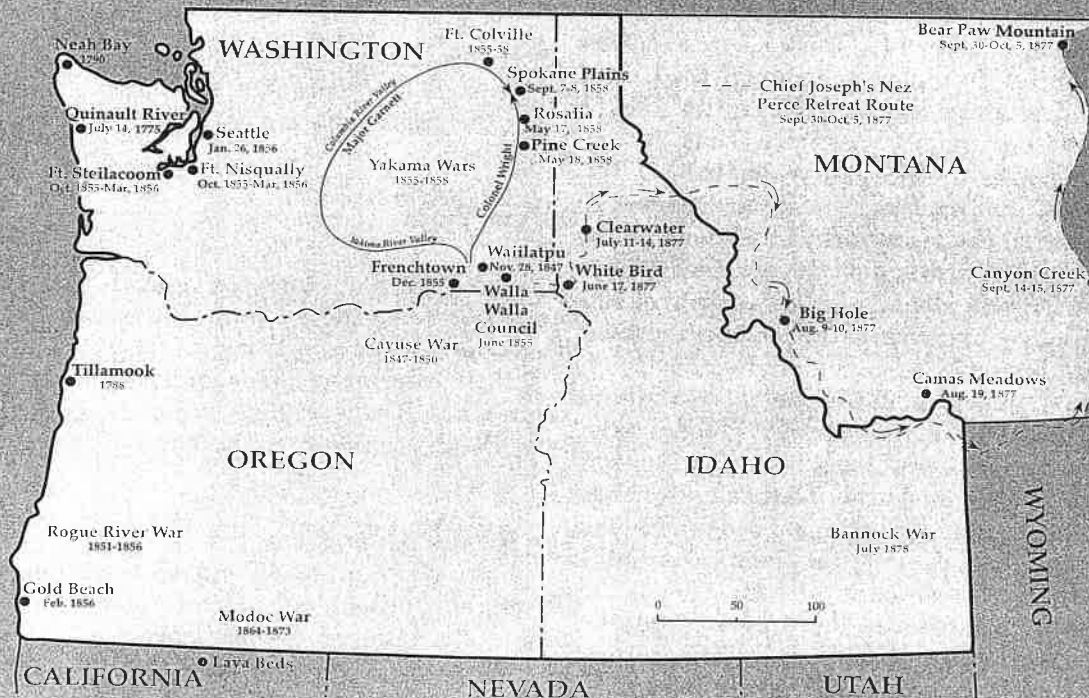 Neah Bay
1790
WASHINGTON
Ft. Colville
1855-58
Bear Paw Mountain
Sept. 30-Oct. 5, 1877
Spokane Plains
Sept. 7-8, 1858
Chief Joseph's Nez
Perce Retreat Route
Sept. 30-Oct. 5, 1877
Quinault River
July 14, 1775
Columbia River Valley
Major Garnett
Rosalia
May 17, 1858
Seattle
Jan. 26, 1856
Pine Creek
May 18, 1858
MONTANA
Yakama Wars
1855-1858
Ft. Steilacoom
Oct. 1855-Mar, 1856
Ft. Nisqually
Oct. 1855-Mar, 1856
Colonel Wright
Yakima River Valley
Clearwater
July 11-14, 1877
Waiilatpu
Nov. 28, 1847
Frenchtown
Dec. 1855
White Bird
June 17, 1877
Canyon Creek
Sept. 14-15, 1877
Walla
Walla
Council
June 1855
Big Hole
Aug. 9-10, 1877
Cayuse War
1847-1850
Tillamook
1788
Camas Meadows
Aug. 19, 1877
OREGON
IDAHO
WYOMING
Rogue River War
1851-1856
Bannock War
July 1878
Gold Beach
Feb. 1856
Modoc War
1864-1873
0 50 100
Lava Beds
CALIFORNIA
NEVADA
UTAH